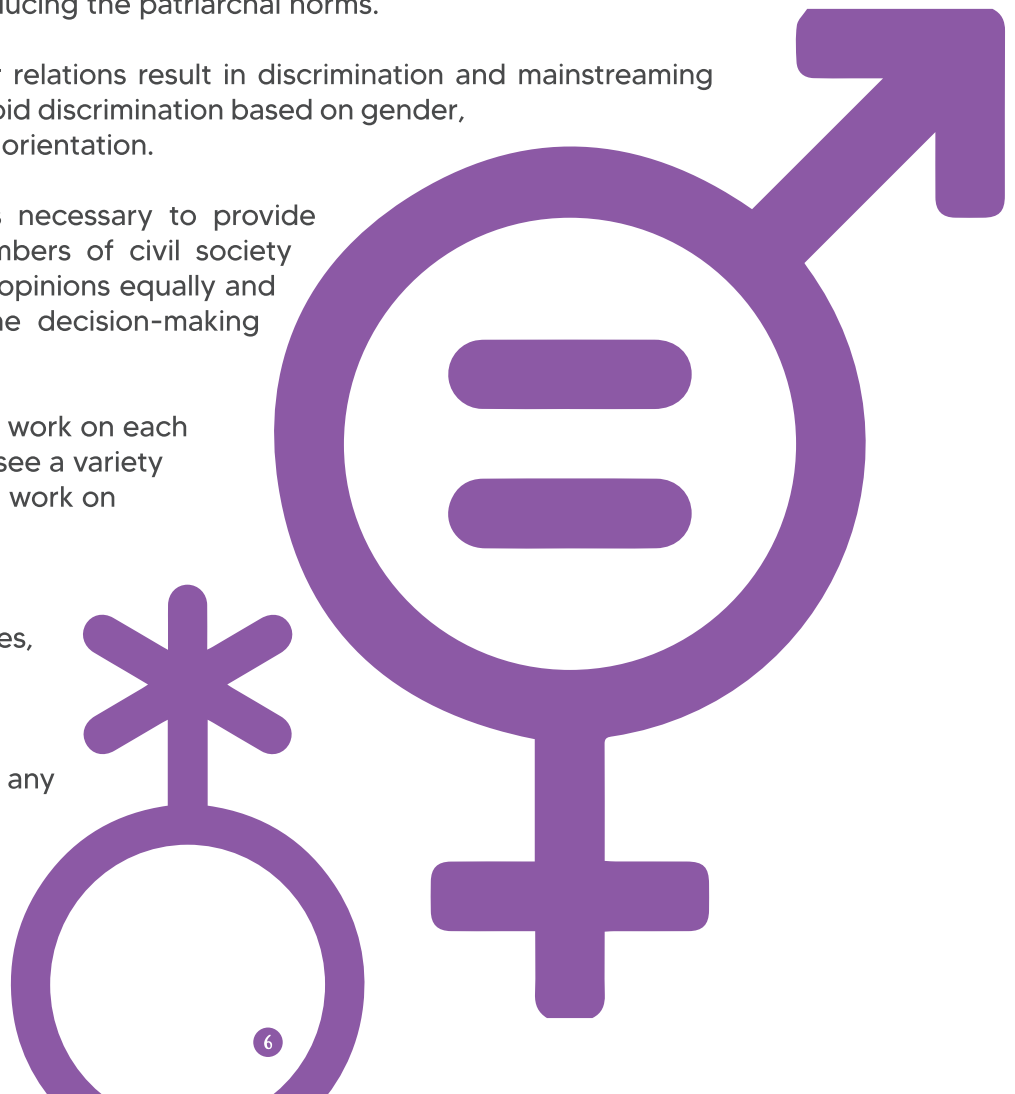 ucing the patriarchal norms.
relations result in discrimination and mainstreaming
oid discrimination based on gender,
orientation.
necessary to provide
mbers of civil society
opinions equally and
he decision-making
work on each
see a variety
work on
es,
any
6